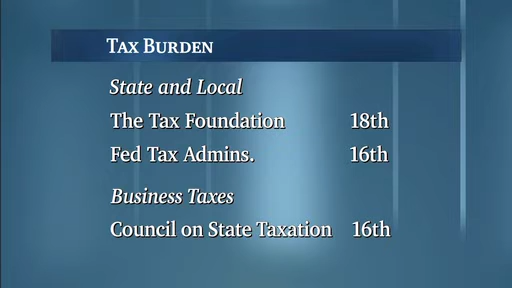 Tax Burden
State and Local
The Tax Foundation 18th
Fed Tax Admins. 16th
Business Taxes
Council on State Taxation 16th